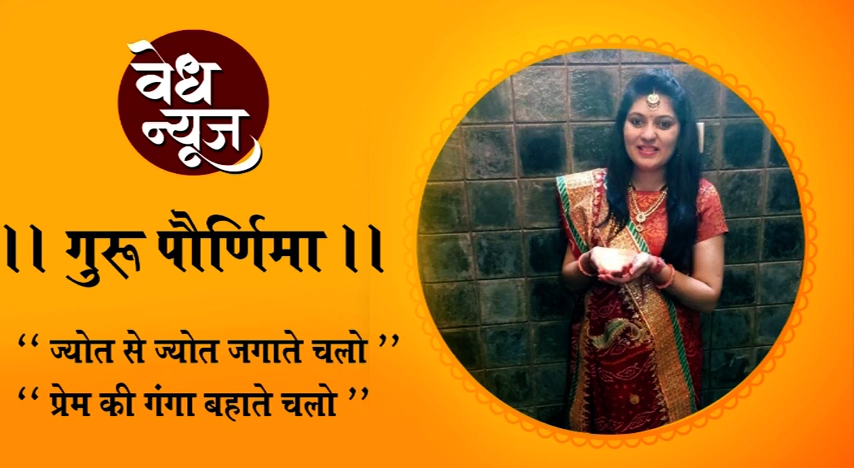 वेध
न्यूज
।। गुरू पौर्णिमा ।।
“ ज्योत से ज्योत जगाते चलो ”
“ प्रेम की गंगा बहाते चलो ”